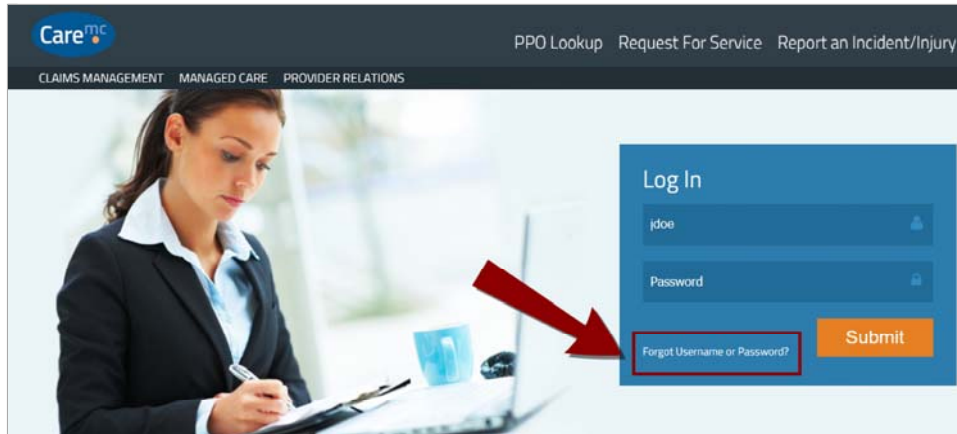 Care mc
PPO Lookup Request For Service Report an Incident/Injury
CLAIMS MANAGEMENT MANAGED CARE PROVIDER RELATIONS
Log In
jdoe
Password
Forgot Username or Password?
Submit